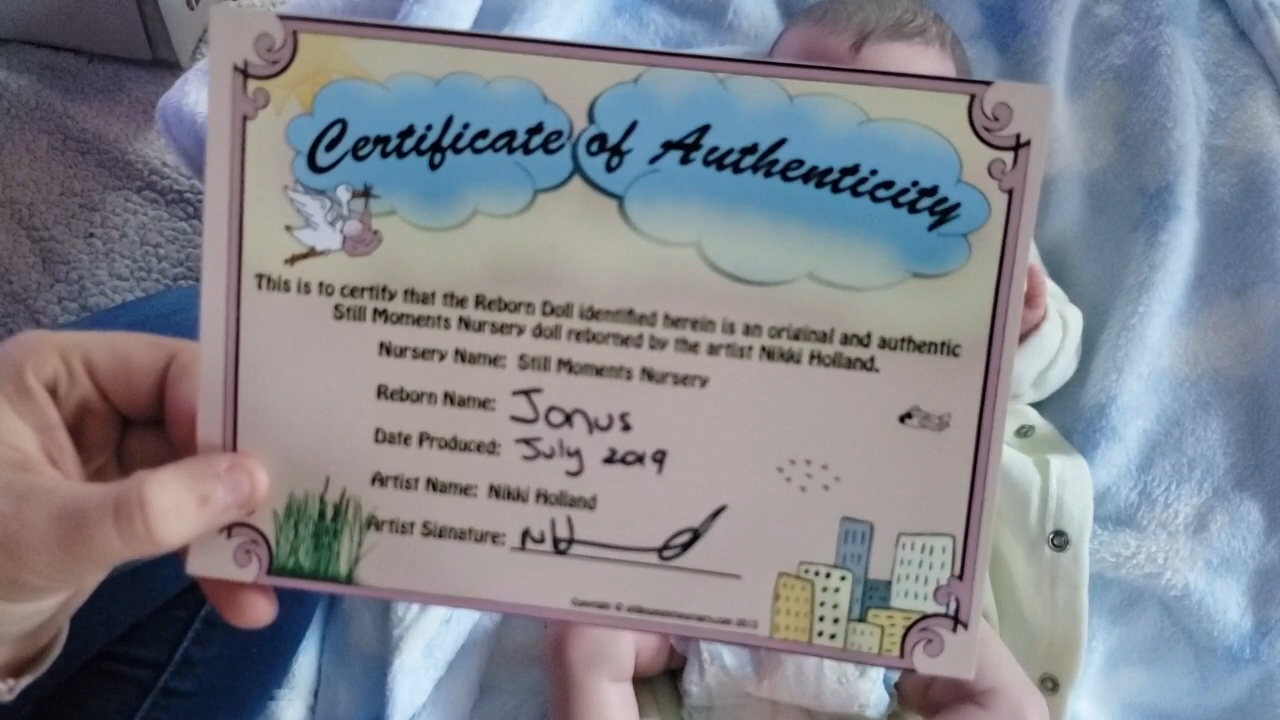 Certificate of Authenticity
This is to certify that the Reborn Doll identified herein is an original and authentic
Still Moments Nursery doll reborned by the artist Nikki Holland.
Nursery Name: Still Moments Nursery
Reborn Name: Jonus
Date Produced: July 2019
Artist Name: Nikki Holland
Artist Signature: NH
Copyright ©